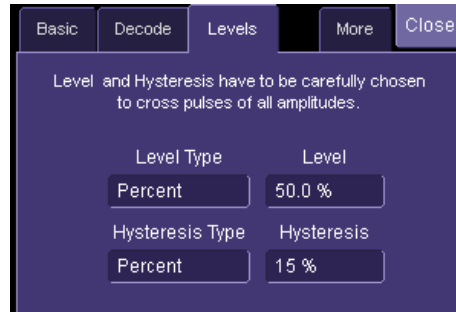 Basic Decode Levels More Close
Level and Hysteresis have to be carefully chosen
to cross pulses of all amplitudes.
Level Type Level
Percent 50.0 %
Hysteresis Type Hysteresis
Percent 15 %